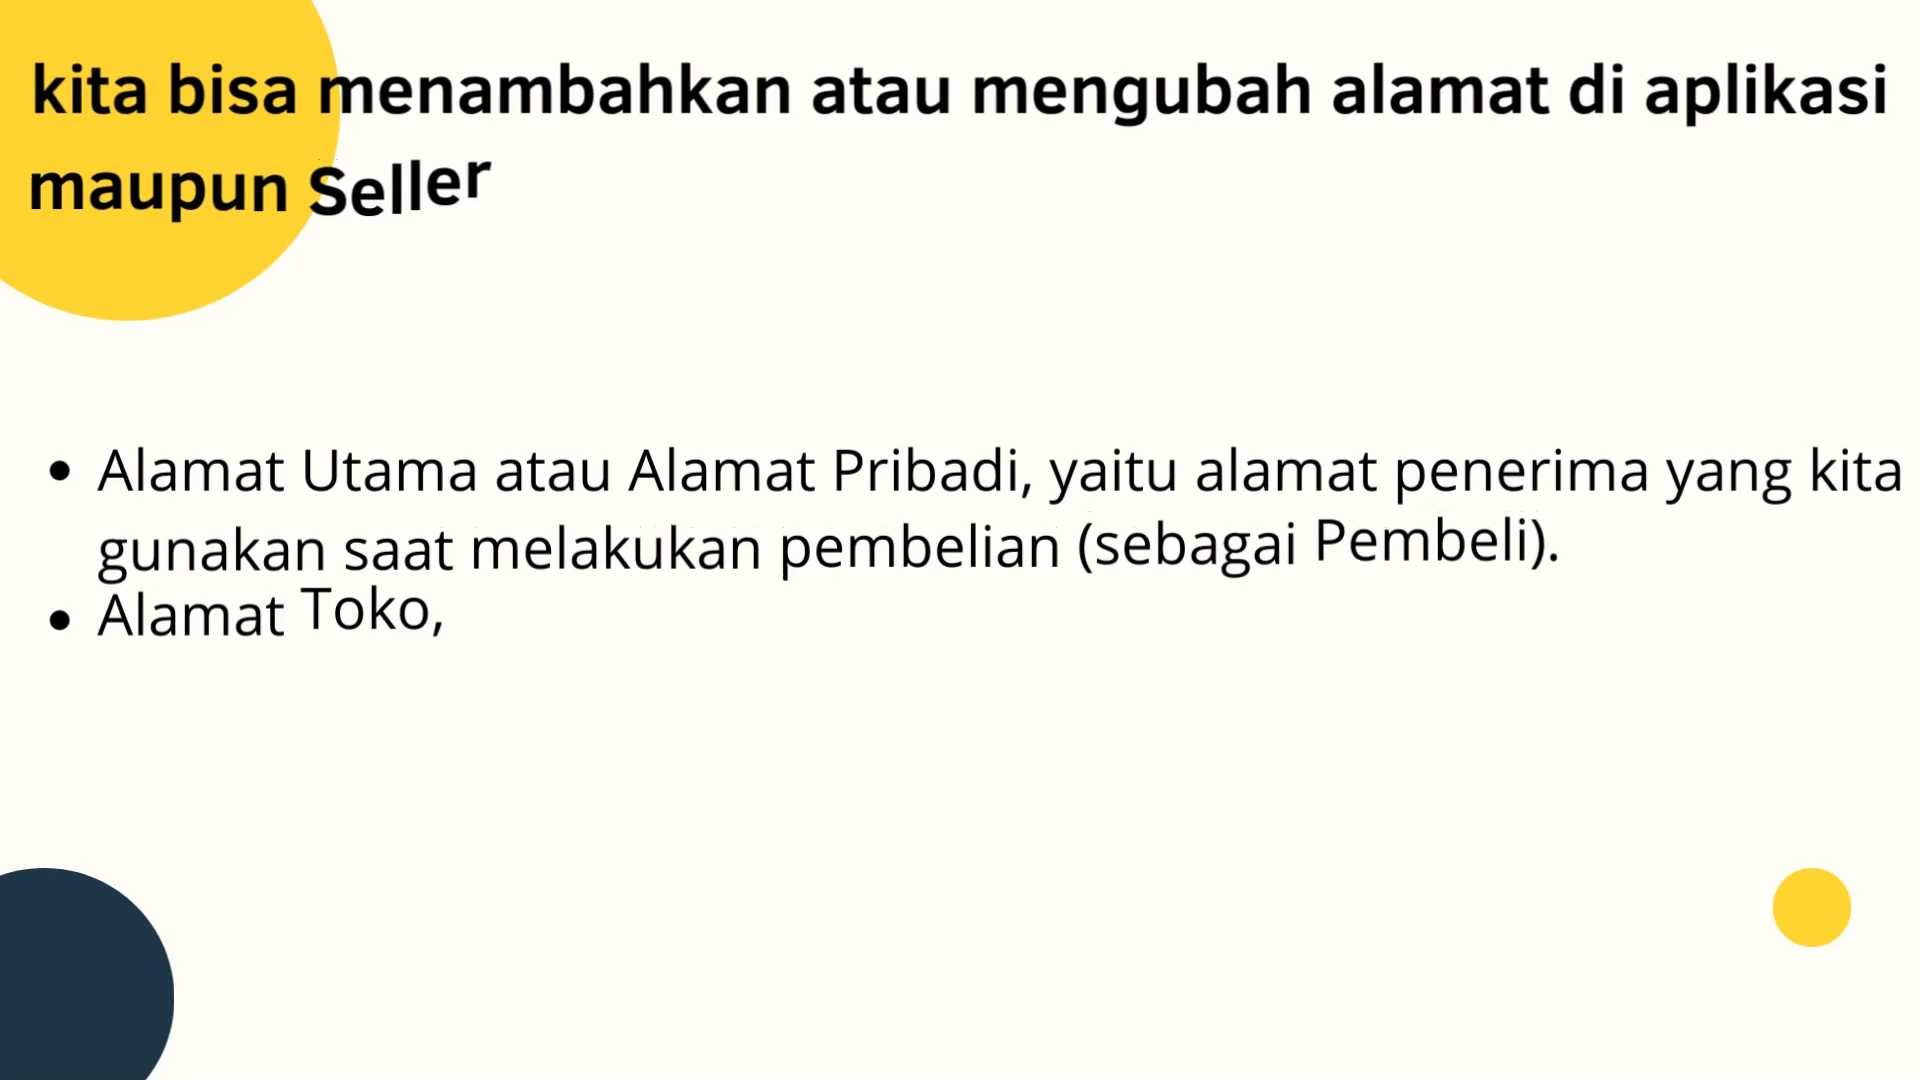 kita bisa menambahkan atau mengubah alamat di aplikasi
maupun Seller
• Alamat Utama atau Alamat Pribadi, yaitu alamat penerima yang kita
gunakan saat melakukan pembelian (sebagai Pembeli).
• Alamat Toko,